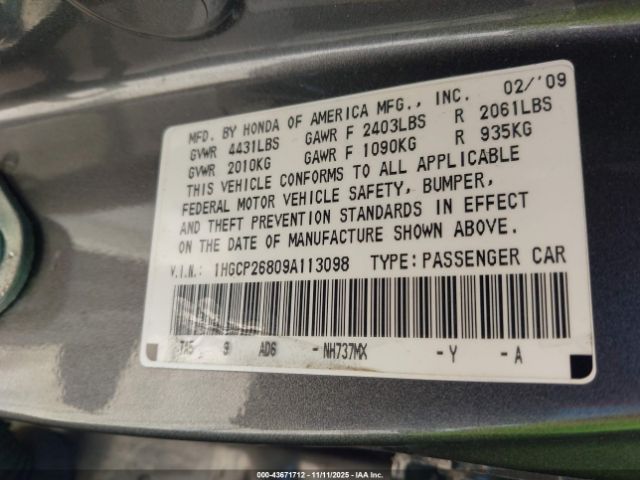 MFD. BY HONDA OF AMERICA MFG., INC. 02/'09
GVWR 4431LBS GAWR F 2403LBS R 2061LBS
GVWR 2010KG GAWR F 1090KG R 935KG
THIS VEHICLE CONFORMS TO ALL APPLICABLE
FEDERAL MOTOR VEHICLE SAFETY, BUMPER,
AND THEFT PREVENTION STANDARDS IN EFFECT
ON THE DATE OF MANUFACTURE SHOWN ABOVE.
V.I.N.: 1HGCP26809A113098 TYPE:PASSENGER CAR
TA5 9 AD6 -NH737MX -Y -A
000-43671712 - 11/11/2025 - IAA Inc.